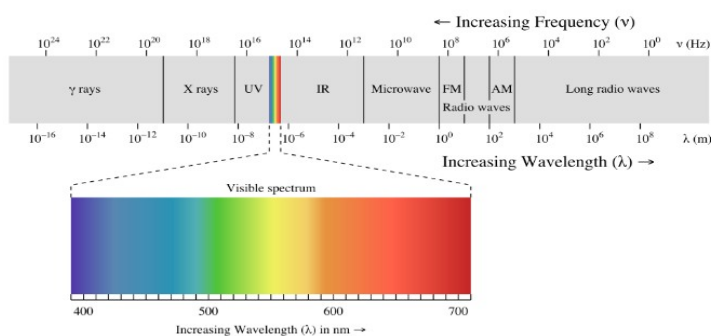 ← Increasing Frequency (ν)
10²⁴ 10²² 10²⁰ 10¹⁸ 10¹⁶ 10¹⁴ 10¹² 10¹⁰ 10⁸ 10⁶ 10⁴ 10² 10⁰ ν (Hz)
γ rays X rays UV IR Microwave FM AM Long radio waves
Radio waves
10⁻¹⁶ 10⁻¹⁴ 10⁻¹² 10⁻¹⁰ 10⁻⁸ 10⁻⁶ 10⁻⁴ 10⁻² 10⁰ 10² 10⁴ 10⁶ 10⁸ λ (m)
Increasing Wavelength (λ) →
Visible spectrum
400 500 600 700
Increasing Wavelength (λ) in nm →